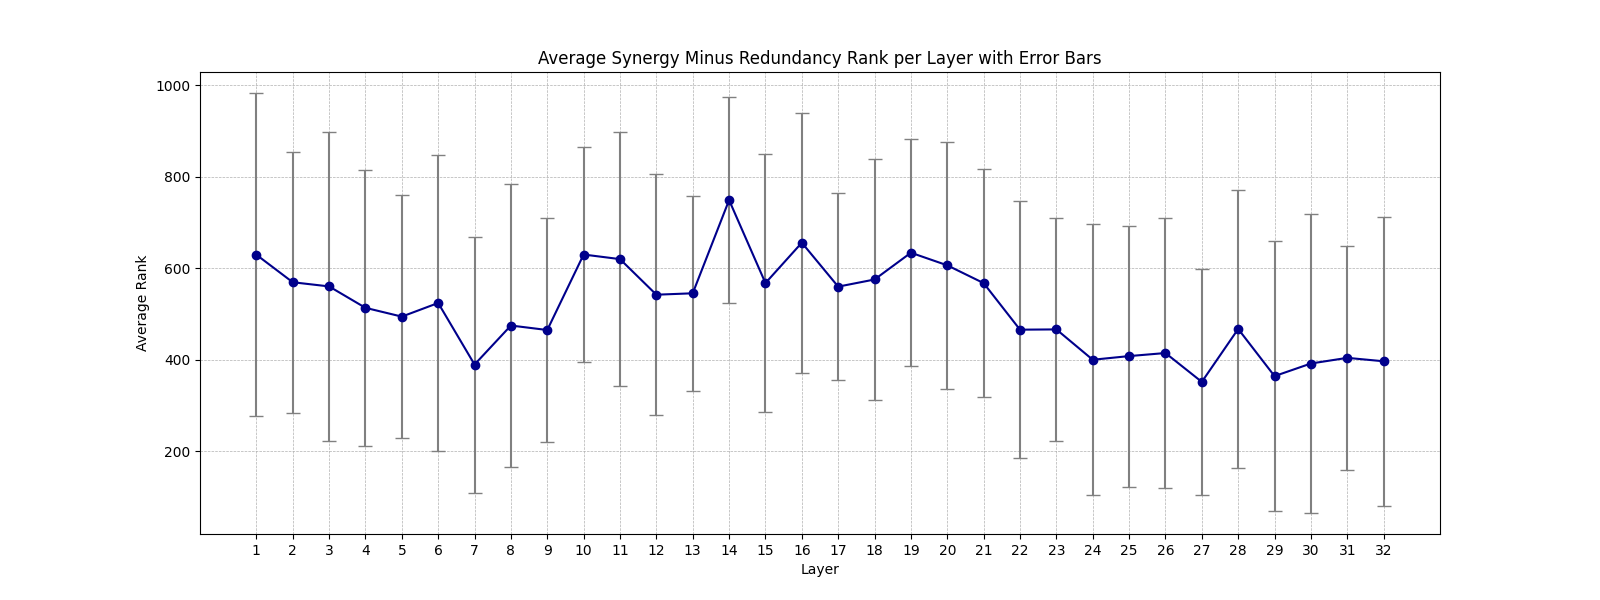 Average Synergy Minus Redundancy Rank per Layer with Error Bars
1000
800
600
400
200
Average Rank
1 2 3 4 5 6 7 8 9 10 11 12 13 14 15 16 17 18 19 20 21 22 23 24 25 26 27 28 29 30 31 32
Layer